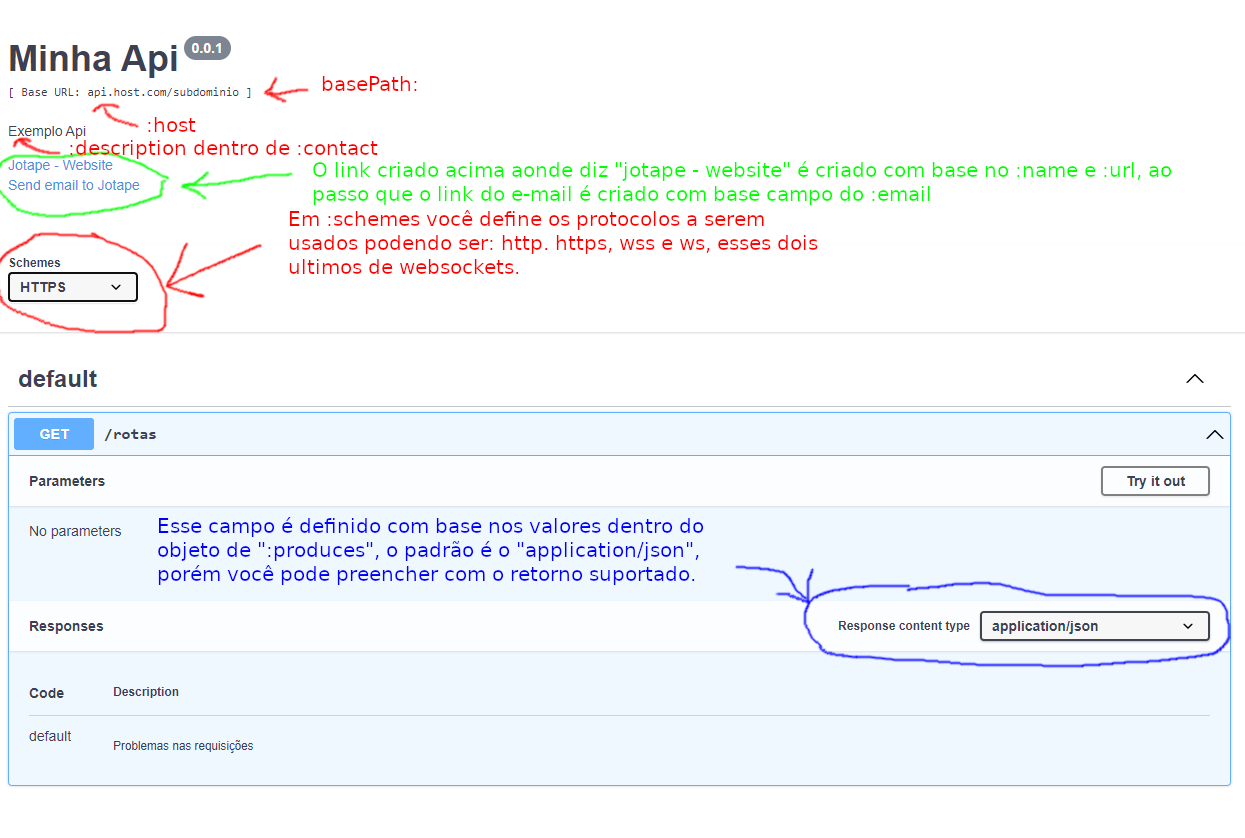 Minha Api 0.0.1
[ Base URL: api.host.com/subdominio ]
basePath:
:host
Exemplo Api
:description dentro de :contact
Jotape - Website
Send email to Jotape
O link criado acima aonde diz "jotape - website" é criado com base no :name e :url, ao
passo que o link do e-mail é criado com base campo do :email
Em :schemes você define os protocolos a serem
usados podendo ser: http. https, wss e ws, esses dois
ultimos de websockets.
Schemes
HTTPS
default
GET /rotas
Parameters
Try it out
No parameters
Esse campo é definido com base nos valores dentro do
objeto de ":produces", o padrão é o "application/json",
porém você pode preencher com o retorno suportado.
Responses
Response content type application/json
Code Description
default Problemas nas requisições